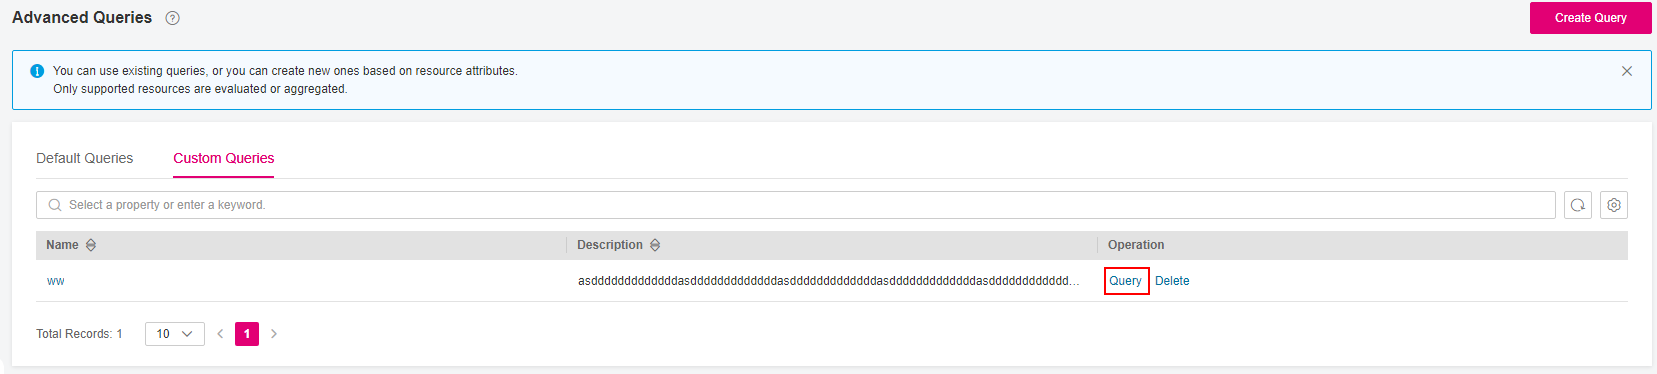 Advanced Queries
Create Query
You can use existing queries, or you can create new ones based on resource attributes.
Only supported resources are evaluated or aggregated.
Default Queries
Custom Queries
Select a property or enter a keyword.
Name
Description
Operation
ww
asdddddddddddddasdddddddddddddasdddddddddddddasdddddddddddddasdddddddddddd...
Query
Delete
Total Records: 1
10
1